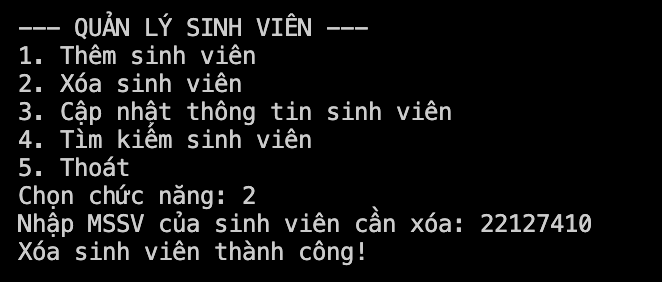 --- QUẢN LÝ SINH VIÊN ---
1. Thêm sinh viên
2. Xóa sinh viên
3. Cập nhật thông tin sinh viên
4. Tìm kiếm sinh viên
5. Thoát
Chọn chức năng: 2
Nhập MSSV của sinh viên cần xóa: 22127410
Xóa sinh viên thành công!